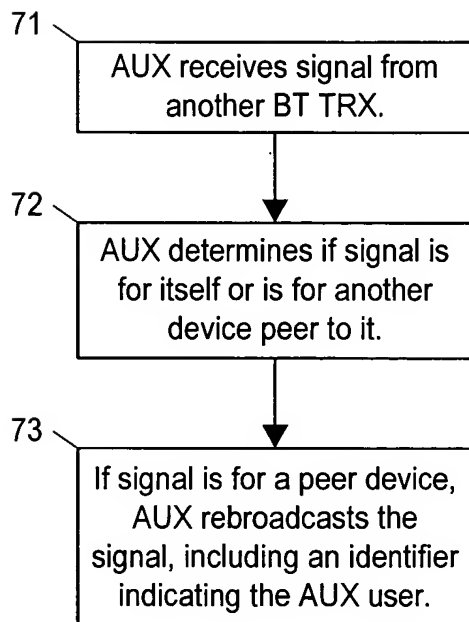 71
AUX receives signal from
another BT TRX.
72
AUX determines if signal is
for itself or is for another
device peer to it.
73
If signal is for a peer device,
AUX rebroadcasts the
signal, including an identifier
indicating the AUX user.